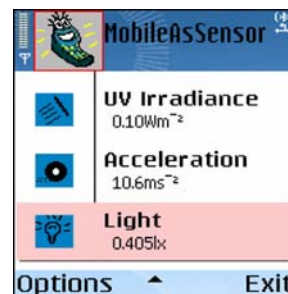 MobileAsSensor
UV Irradiance
0.10Wm⁻²
Acceleration
10.6ms⁻²
Light
0.405lx
Options
Exit